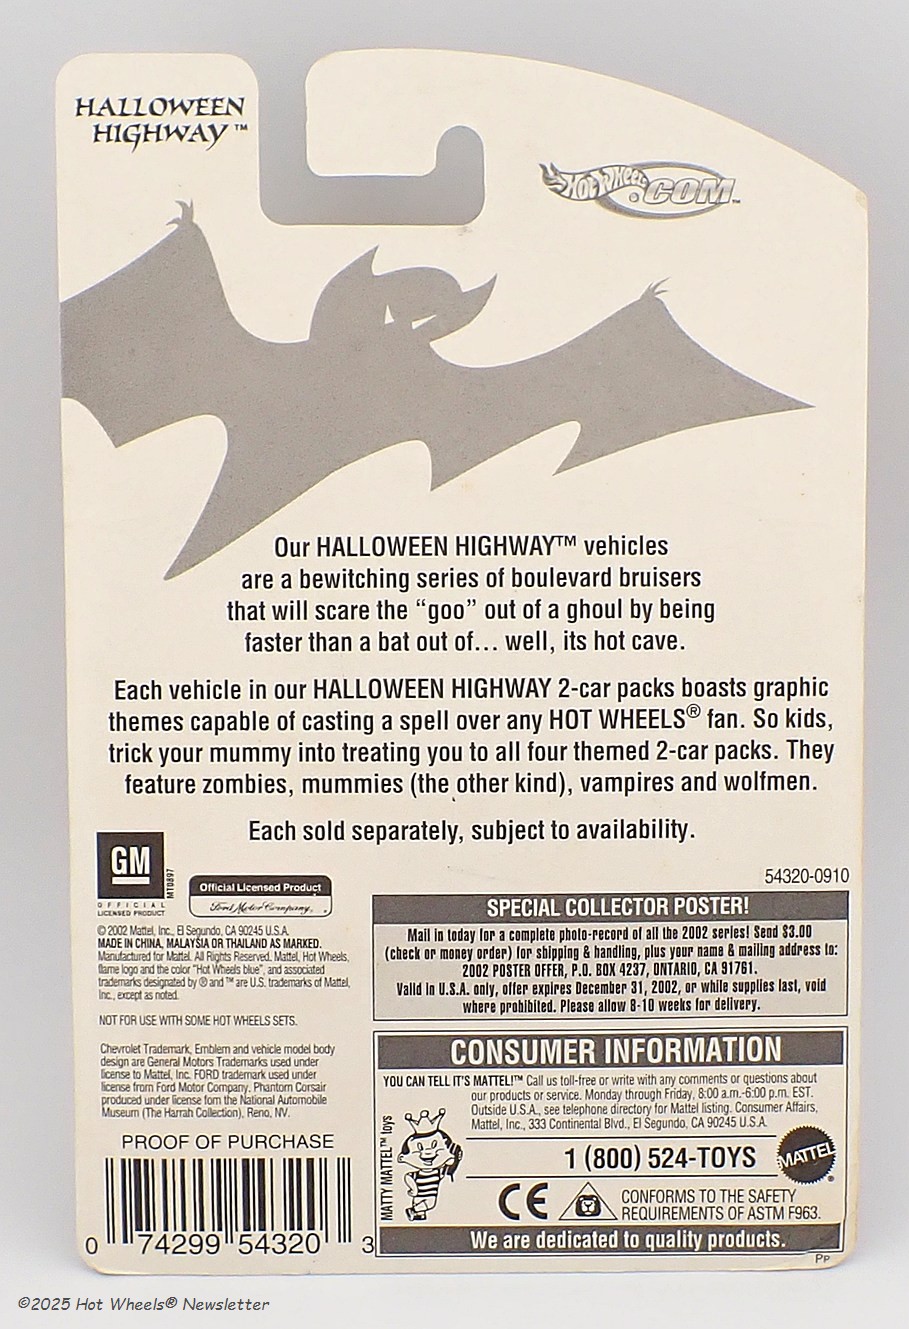 HALLOWEEN
HIGHWAY™
HOT WHEELS.COM™
Our HALLOWEEN HIGHWAY™ vehicles
are a bewitching series of boulevard bruisers
that will scare the “goo” out of a ghoul by being
faster than a bat out of... well, its hot cave.
Each vehicle in our HALLOWEEN HIGHWAY 2-car packs boasts graphic
themes capable of casting a spell over any HOT WHEELS® fan. So kids,
trick your mummy into treating you to all four themed 2-car packs. They
feature zombies, mummies (the other kind), vampires and wolfmen.
Each sold separately, subject to availability.
GM
OFFICIAL
LICENSED PRODUCT
MT0897
Official Licensed Product
Ford Motor Company,
© 2002 Mattel, Inc., El Segundo, CA 90245 U.S.A.
MADE IN CHINA, MALAYSIA OR THAILAND AS MARKED.
Manufactured for Mattel. All Rights Reserved. Mattel, Hot Wheels,
flame logo and the color “Hot Wheels blue”, and associated
trademarks designated by ® and ™ are U.S. trademarks of Mattel,
Inc., except as noted.
NOT FOR USE WITH SOME HOT WHEELS SETS.
Chevrolet Trademark, Emblem and vehicle model body
design are General Motors Trademarks used under
license to Mattel, Inc. FORD trademark used under
license from Ford Motor Company. Phantom Corsair
produced under license fom the National Automobile
Museum (The Harrah Collection), Reno, NV.
PROOF OF PURCHASE
0 74299 54320 3
54320-0910
SPECIAL COLLECTOR POSTER!
Mail in today for a complete photo-record of all the 2002 series! Send $3.00
(check or money order) for shipping & handling, plus your name & mailing address to:
2002 POSTER OFFER, P.O. BOX 4237, ONTARIO, CA 91761.
Valid in U.S.A. only, offer expires December 31, 2002, or while supplies last, void
where prohibited. Please allow 8-10 weeks for delivery.
CONSUMER INFORMATION
YOU CAN TELL IT'S MATTEL!™ Call us toll-free or write with any comments or questions about
our products or service. Monday through Friday, 8:00 a.m.-6:00 p.m. EST.
Outside U.S.A., see telephone directory for Mattel listing. Consumer Affairs,
Mattel, Inc., 333 Continental Blvd., El Segundo, CA 90245 U.S.A.
MATTY MATTEL™ toys
1 (800) 524-TOYS
MATTEL®
CE
CONFORMS TO THE SAFETY
REQUIREMENTS OF ASTM F963.
We are dedicated to quality products.
PP
©2025 Hot Wheels® Newsletter